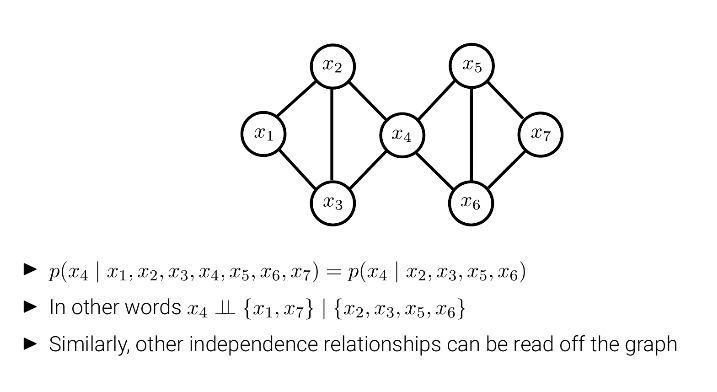 x₂ x₅
x₁ x₄ x₇
x₃ x₆
▶ p(x₄ | x₁, x₂, x₃, x₄, x₅, x₆, x₇) = p(x₄ | x₂, x₃, x₅, x₆)
▶ In other words x₄ ⫫ {x₁, x₇} | {x₂, x₃, x₅, x₆}
▶ Similarly, other independence relationships can be read off the graph